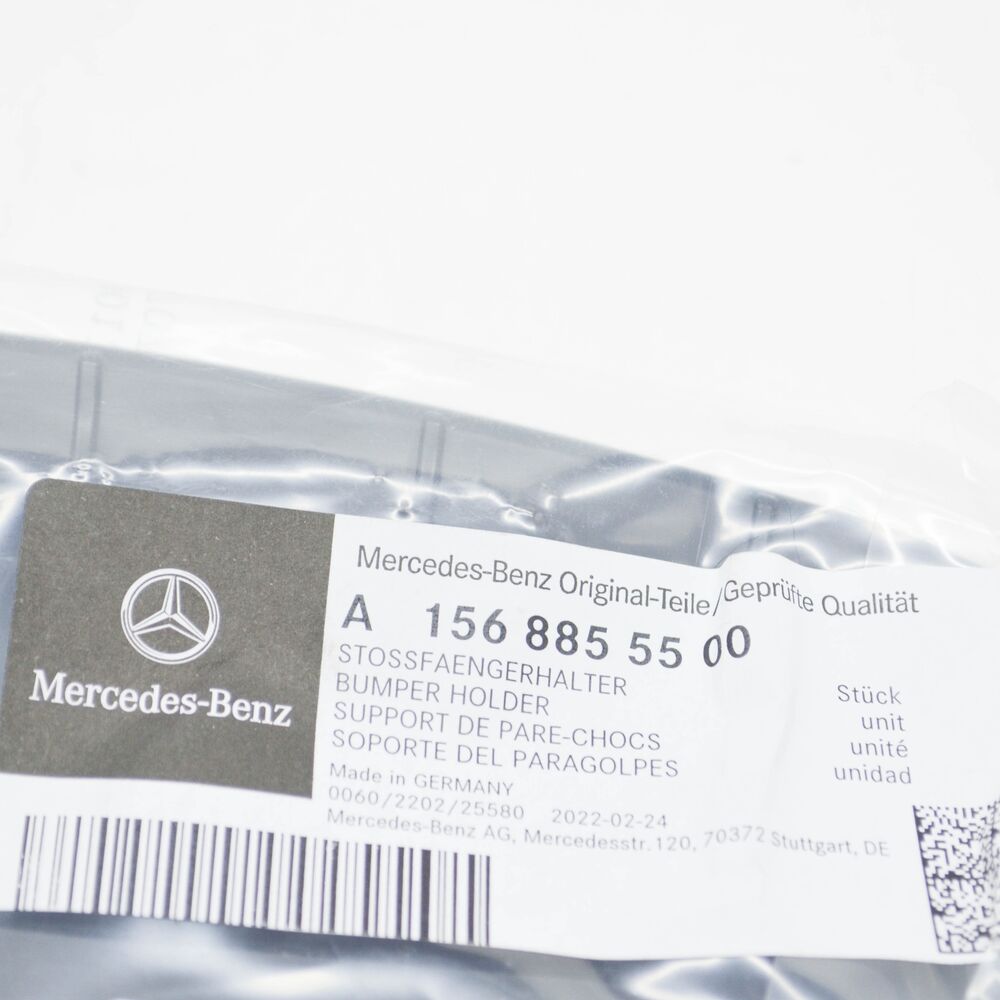 Mercedes-Benz
Mercedes-Benz Original-Teile/Geprüfte Qualität
A 156 885 55 00
STOSSFAENGERHALTER
BUMPER HOLDER
SUPPORT DE PARE-CHOCS
SOPORTE DEL PARAGOLPES
Stück
unit
unité
unidad
Made in GERMANY
0060/2202/25580 2022-02-24
Mercedes-Benz AG, Mercedesstr.120, 70372 Stuttgart, DE